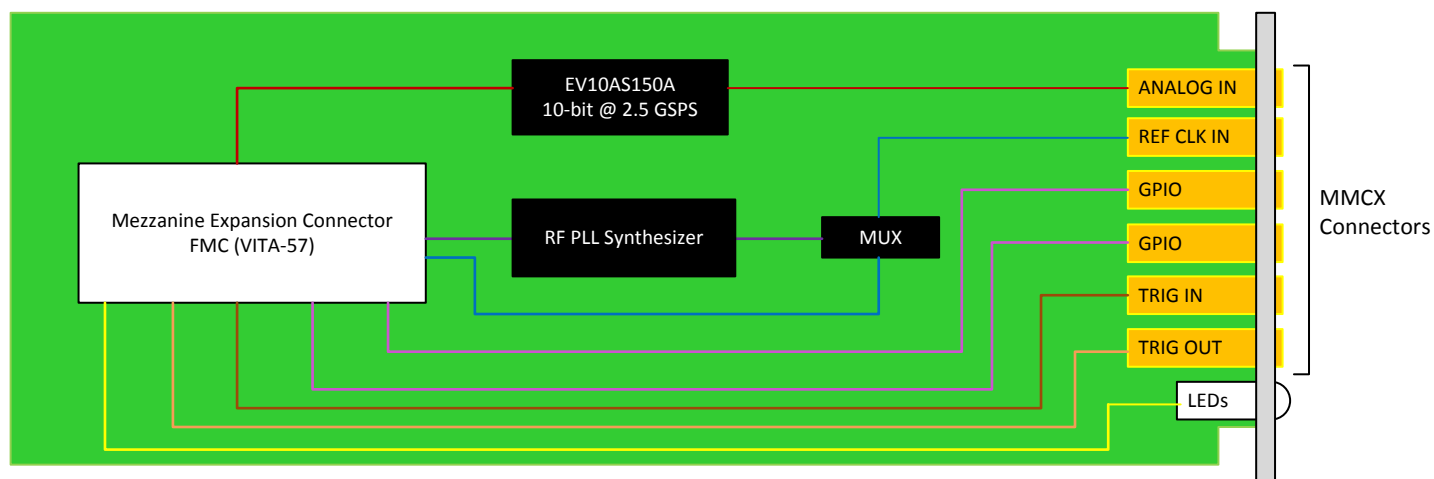 EV10AS150A
10-bit @ 2.5 GSPS
ANALOG IN
REF CLK IN
GPIO
GPIO
TRIG IN
TRIG OUT
LEDs
MMCX
Connectors
Mezzanine Expansion Connector
FMC (VITA-57)
RF PLL Synthesizer
MUX